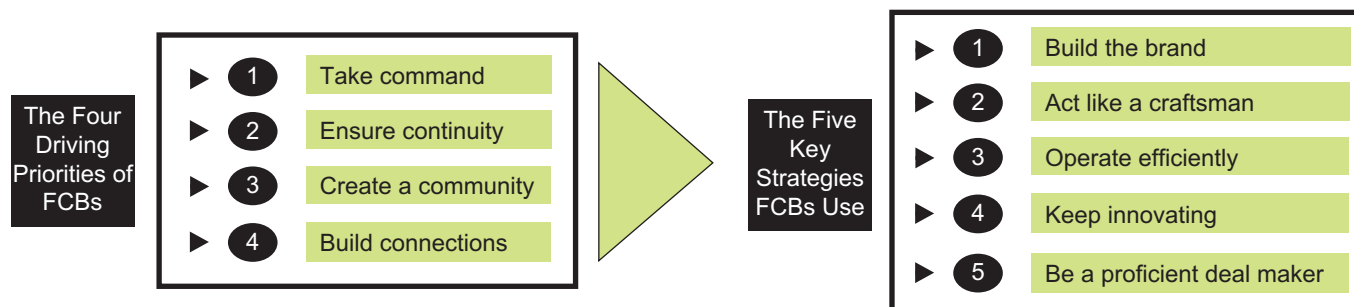 The Four
Driving
Priorities of
FCBs
1 Take command
2 Ensure continuity
3 Create a community
4 Build connections
The Five
Key
Strategies
FCBs Use
1 Build the brand
2 Act like a craftsman
3 Operate efficiently
4 Keep innovating
5 Be a proficient deal maker